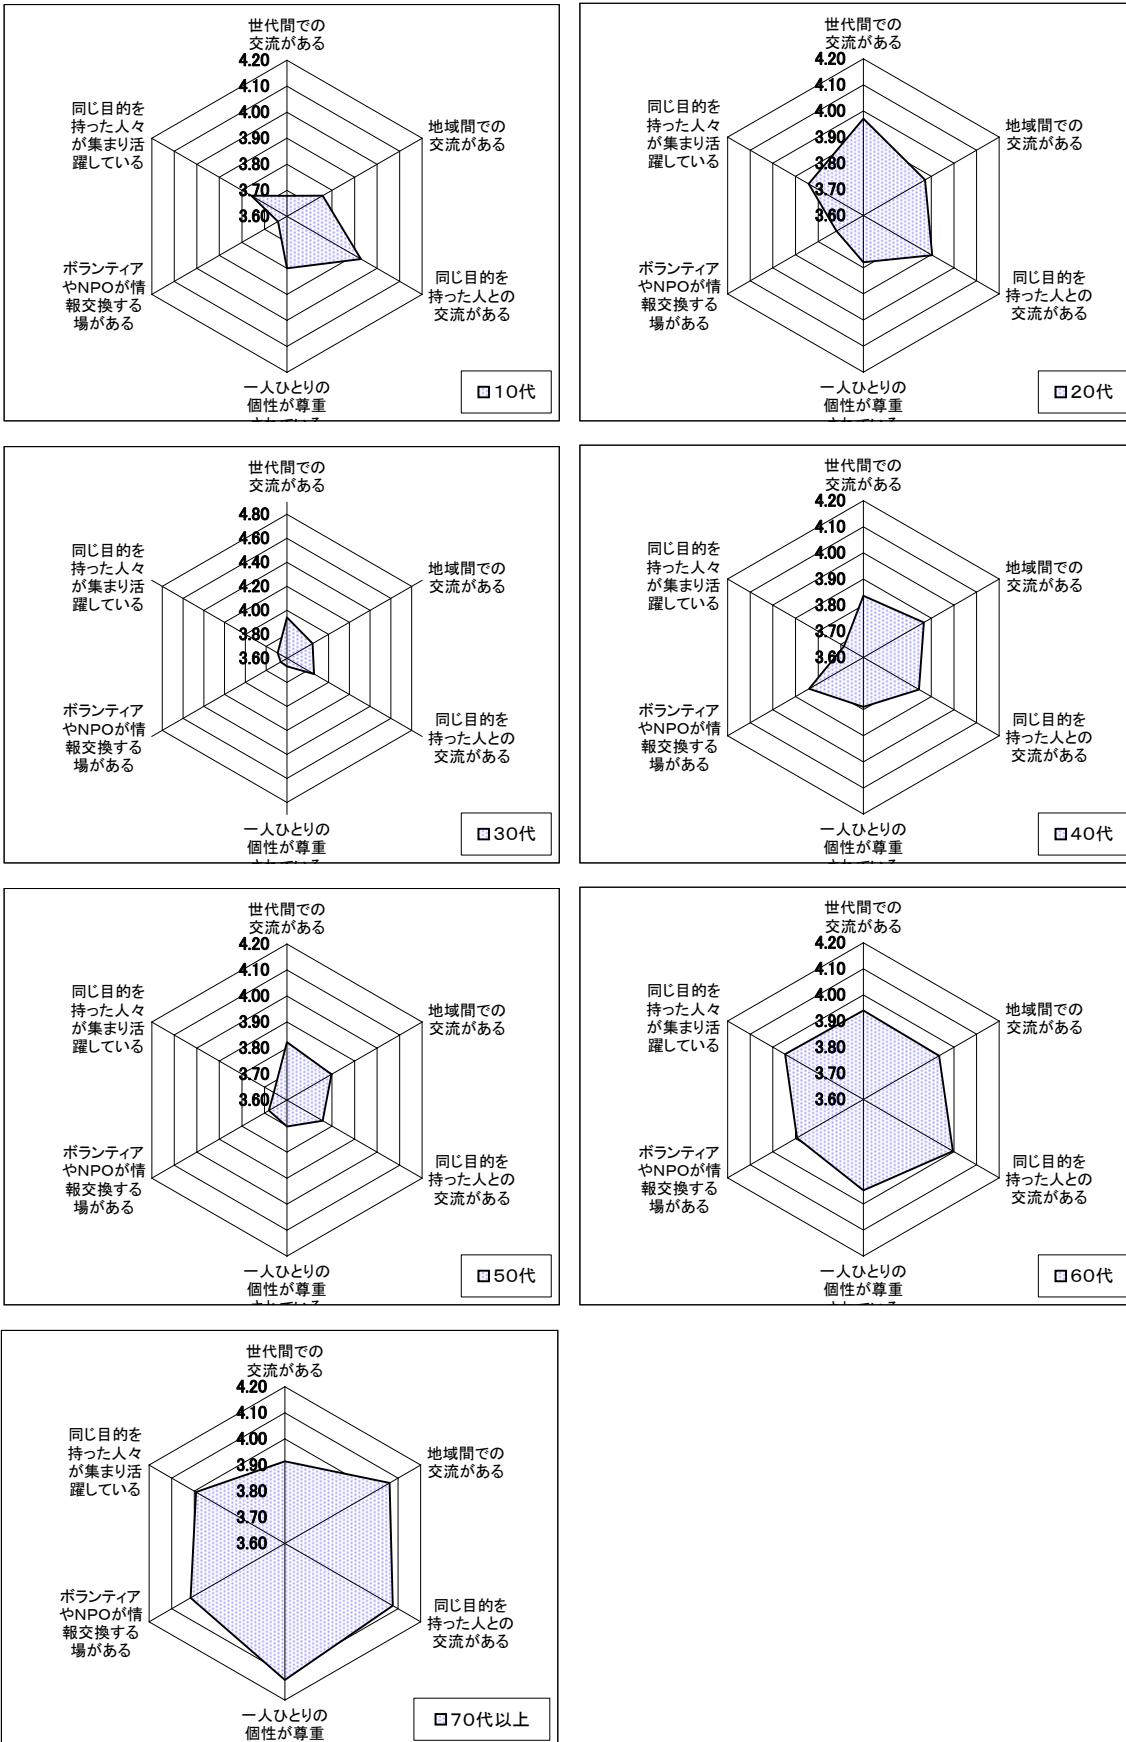 世代間での
交流がある
4.20
4.10
4.00
3.90
3.80
3.70
3.60
地域間での
交流がある
同じ目的を
持った人との
交流がある
一人ひとりの
個性が尊重
ボランティア
やNPOが情
報交換する
場がある
同じ目的を
持った人々
が集まり活
躍している
10代
世代間での
交流がある
4.20
4.10
4.00
3.90
3.80
3.70
3.60
地域間での
交流がある
同じ目的を
持った人との
交流がある
一人ひとりの
個性が尊重
ボランティア
やNPOが情
報交換する
場がある
同じ目的を
持った人々
が集まり活
躍している
20代
世代間での
交流がある
4.80
4.60
4.40
4.20
4.00
3.80
3.60
地域間での
交流がある
同じ目的を
持った人との
交流がある
一人ひとりの
個性が尊重
ボランティア
やNPOが情
報交換する
場がある
同じ目的を
持った人々
が集まり活
躍している
30代
世代間での
交流がある
4.20
4.10
4.00
3.90
3.80
3.70
3.60
地域間での
交流がある
同じ目的を
持った人との
交流がある
一人ひとりの
個性が尊重
ボランティア
やNPOが情
報交換する
場がある
同じ目的を
持った人々
が集まり活
躍している
40代
世代間での
交流がある
4.20
4.10
4.00
3.90
3.80
3.70
3.60
地域間での
交流がある
同じ目的を
持った人との
交流がある
一人ひとりの
個性が尊重
ボランティア
やNPOが情
報交換する
場がある
同じ目的を
持った人々
が集まり活
躍している
50代
世代間での
交流がある
4.20
4.10
4.00
3.90
3.80
3.70
3.60
地域間での
交流がある
同じ目的を
持った人との
交流がある
一人ひとりの
個性が尊重
ボランティア
やNPOが情
報交換する
場がある
同じ目的を
持った人々
が集まり活
躍している
60代
世代間での
交流がある
4.20
4.10
4.00
3.90
3.80
3.70
3.60
地域間での
交流がある
同じ目的を
持った人との
交流がある
一人ひとりの
個性が尊重
ボランティア
やNPOが情
報交換する
場がある
同じ目的を
持った人々
が集まり活
躍している
70代以上